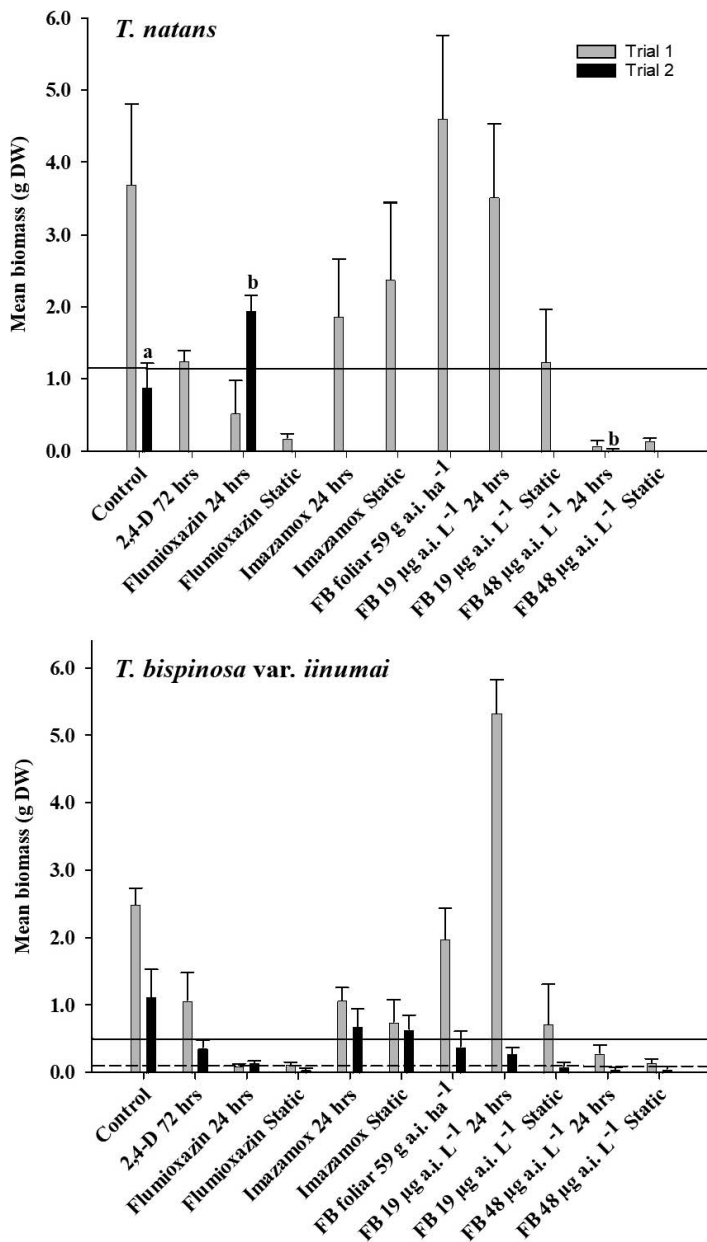 T. natans
Trial 1
Trial 2
Mean biomass (g DW)
6.0
5.0
4.0
3.0
2.0
1.0
0.0
a
b
b
Control
2,4-D 72 hrs
Flumioxazin 24 hrs
Flumioxazin Static
Imazamox 24 hrs
Imazamox Static
FB foliar 59 g a.i. ha⁻¹
FB 19 µg a.i. L⁻¹ 24 hrs
FB 19 µg a.i. L⁻¹ Static
FB 48 µg a.i. L⁻¹ 24 hrs
FB 48 µg a.i. L⁻¹ Static
T. bispinosa var. iinumai
Mean biomass (g DW)
6.0
5.0
4.0
3.0
2.0
1.0
0.0
Control
2,4-D 72 hrs
Flumioxazin 24 hrs
Flumioxazin Static
Imazamox 24 hrs
Imazamox Static
FB foliar 59 g a.i. ha⁻¹
FB 19 µg a.i. L⁻¹ 24 hrs
FB 19 µg a.i. L⁻¹ Static
FB 48 µg a.i. L⁻¹ 24 hrs
FB 48 µg a.i. L⁻¹ Static